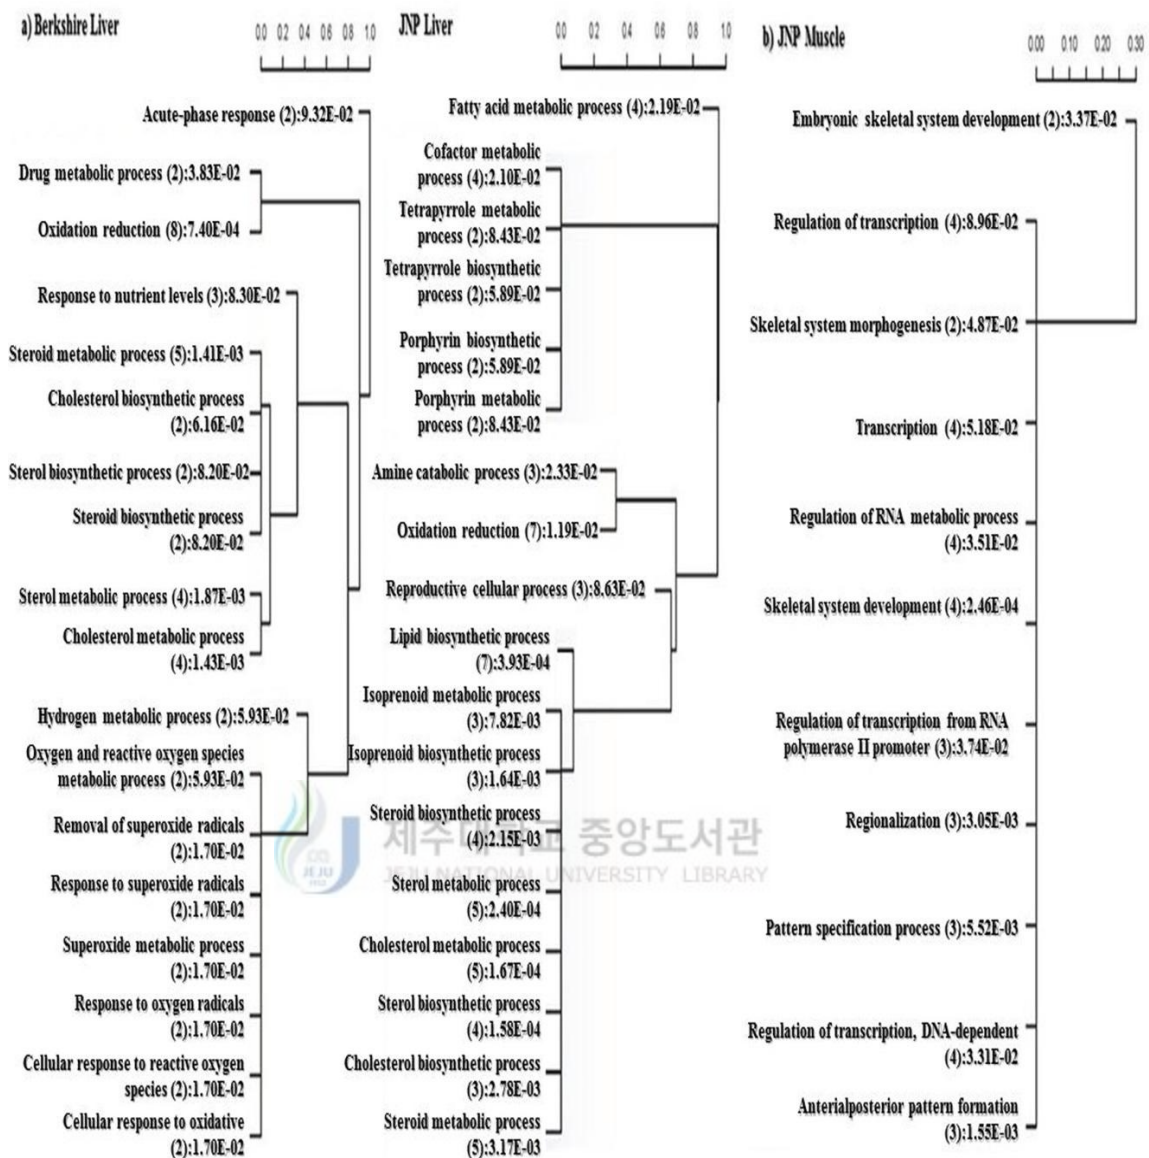 a) Berkshire Liver
0.0 0.2 0.4 0.6 0.8 1.0
Acute-phase response (2):9.32E-02
Drug metabolic process (2):3.83E-02
Oxidation reduction (8):7.40E-04
Response to nutrient levels (3):8.30E-02
Steroid metabolic process (5):1.41E-03
Cholesterol biosynthetic process
(2):6.16E-02
Sterol biosynthetic process (2):8.20E-02
Steroid biosynthetic process
(2):8.20E-02
Sterol metabolic process (4):1.87E-03
Cholesterol metabolic process
(4):1.43E-03
Hydrogen metabolic process (2):5.93E-02
Oxygen and reactive oxygen species
metabolic process (2):5.93E-02
Removal of superoxide radicals
(2):1.70E-02
Response to superoxide radicals
(2):1.70E-02
Superoxide metabolic process
(2):1.70E-02
Response to oxygen radicals
(2):1.70E-02
Cellular response to reactive oxygen
species (2):1.70E-02
Cellular response to oxidative
(2):1.70E-02
JNP Liver
0.0 0.2 0.4 0.6 0.8 1.0
Fatty acid metabolic process (4):2.19E-02
Cofactor metabolic
process (4):2.10E-02
Tetrapyrrole metabolic
process (2):8.43E-02
Tetrapyrrole biosynthetic
process (2):5.89E-02
Porphyrin biosynthetic
process (2):5.89E-02
Porphyrin metabolic
process (2):8.43E-02
Amine catabolic process (3):2.33E-02
Oxidation reduction (7):1.19E-02
Reproductive cellular process (3):8.63E-02
Lipid biosynthetic process
(7):3.93E-04
Isoprenoid metabolic process
(3):7.82E-03
Isoprenoid biosynthetic process
(3):1.64E-03
Steroid biosynthetic process
(4):2.15E-03
Sterol metabolic process
(5):2.40E-04
Cholesterol metabolic process
(5):1.67E-04
Sterol biosynthetic process
(4):1.58E-04
Cholesterol biosynthetic process
(3):2.78E-03
Steroid metabolic process
(5):3.17E-03
b) JNP Muscle
0.00 0.10 0.20 0.30
Embryonic skeletal system development (2):3.37E-02
Regulation of transcription (4):8.96E-02
Skeletal system morphogenesis (2):4.87E-02
Transcription (4):5.18E-02
Regulation of RNA metabolic process
(4):3.51E-02
Skeletal system development (4):2.46E-04
Regulation of transcription from RNA
polymerase II promoter (3):3.74E-02
Regionalization (3):3.05E-03
Pattern specification process (3):5.52E-03
Regulation of transcription, DNA-dependent
(4):3.31E-02
Anterialposterior pattern formation
(3):1.55E-03
제주대학교 중앙도서관
JEJU NATIONAL UNIVERSITY LIBRARY
JEJU
1952